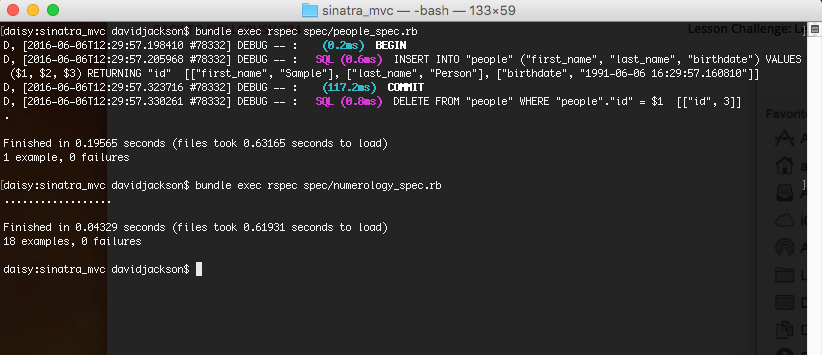 sinatra_mvc — -bash — 133×59
Lesson Challenge: L
[daisy:sinatra_mvc davidjackson$ bundle exec rspec spec/people_spec.rb ]
D, [2016-06-06T12:29:57.198410 #78332] DEBUG -- :    (0.2ms)  BEGIN
D, [2016-06-06T12:29:57.205968 #78332] DEBUG -- :   SQL (0.6ms)  INSERT INTO "people" ("first_name", "last_name", "birthdate") VALUES
($1, $2, $3) RETURNING "id"  [["first_name", "Sample"], ["last_name", "Person"], ["birthdate", "1991-06-06 16:29:57.160810"]]
D, [2016-06-06T12:29:57.323716 #78332] DEBUG -- :    (117.2ms)  COMMIT
D, [2016-06-06T12:29:57.330261 #78332] DEBUG -- :   SQL (0.8ms)  DELETE FROM "people" WHERE "people"."id" = $1  [["id", 3]]
.
Favorite
Finished in 0.19565 seconds (files took 0.63165 seconds to load)
1 example, 0 failures
[daisy:sinatra_mvc davidjackson$ bundle exec rspec spec/numerology_spec.rb ]
..................
Finished in 0.04329 seconds (files took 0.61931 seconds to load)
18 examples, 0 failures
daisy:sinatra_mvc davidjackson$